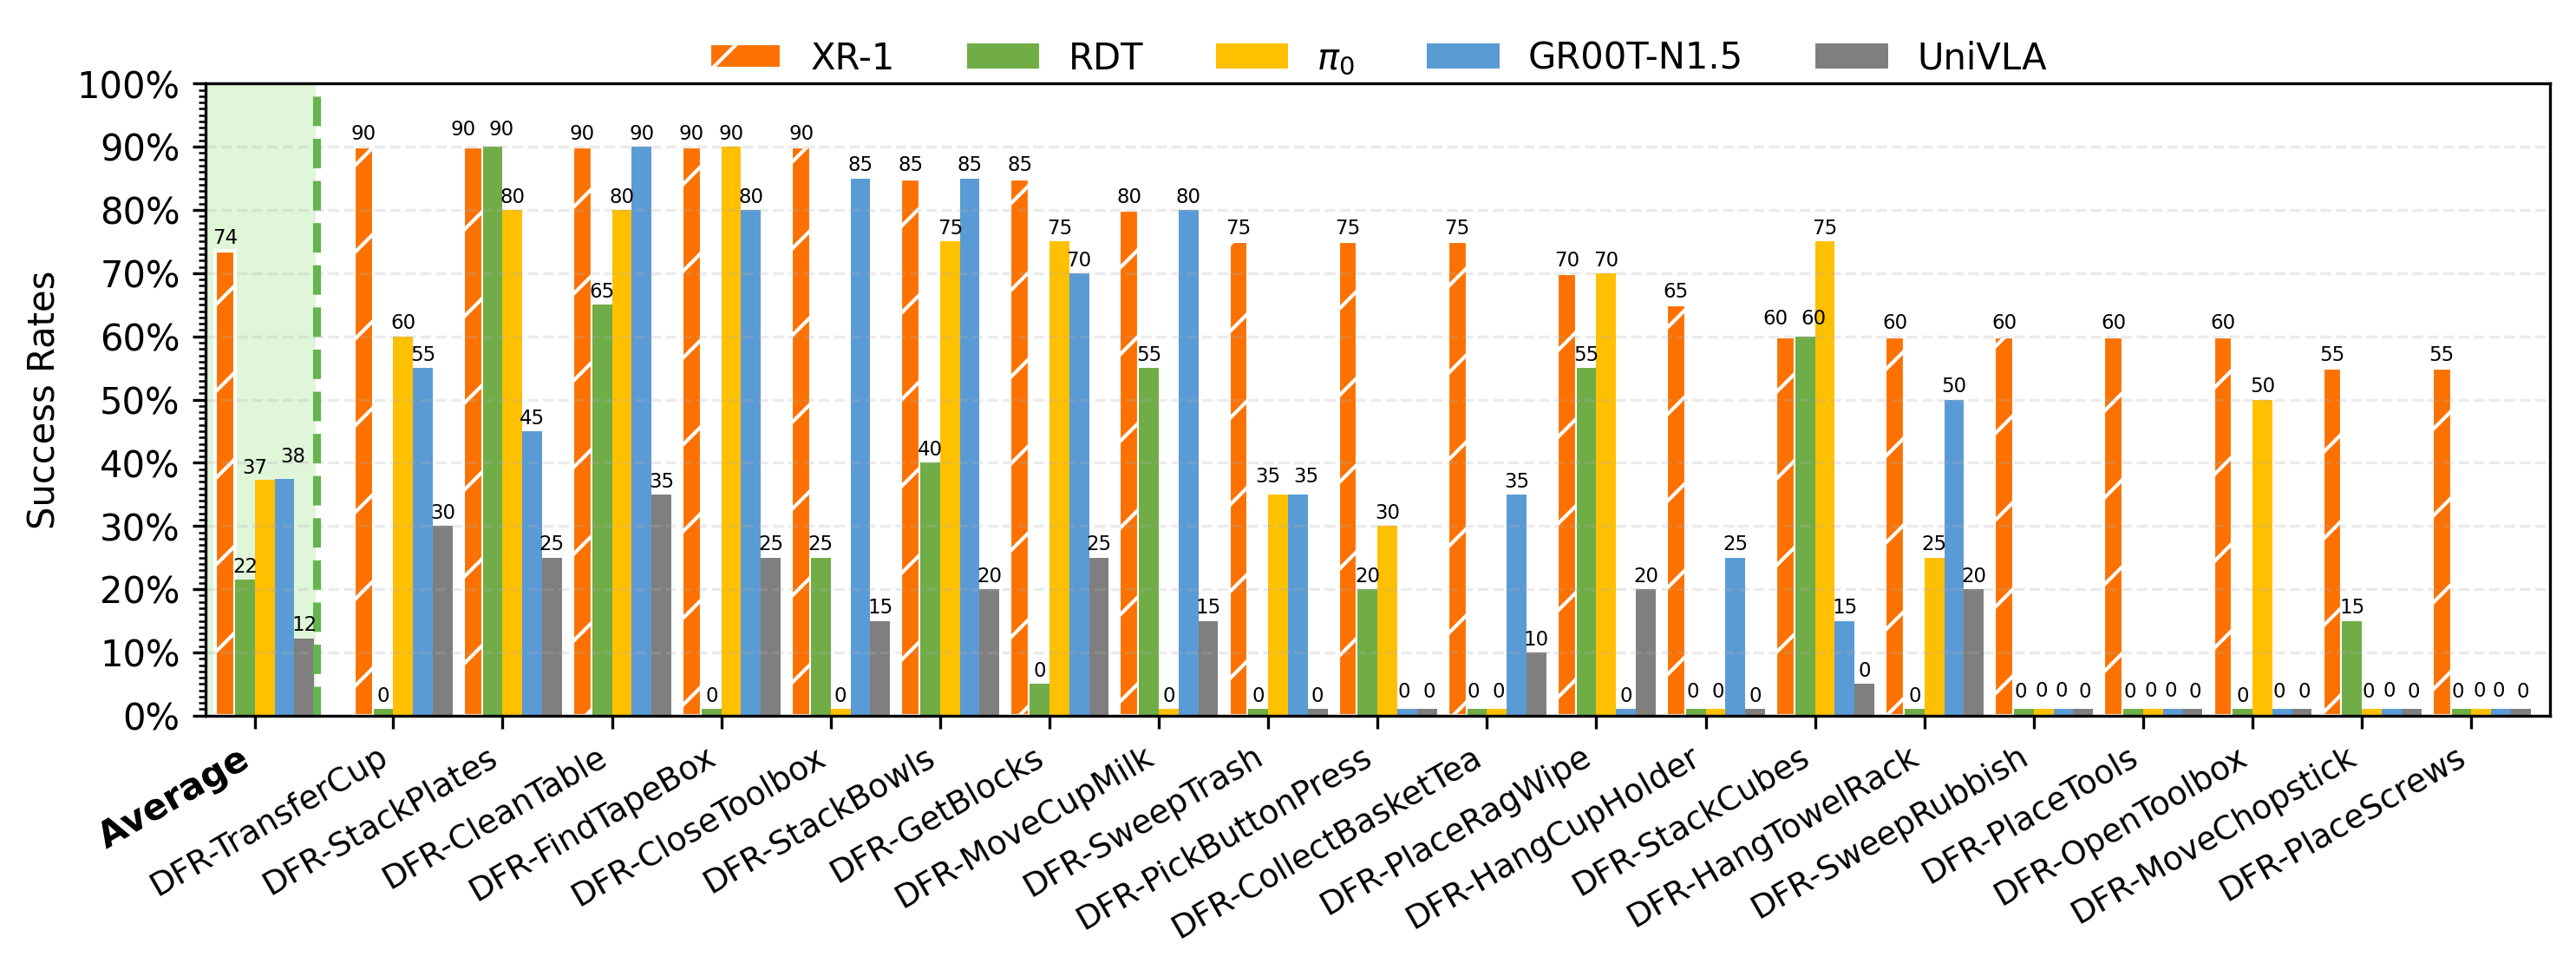 XR-1 RDT π0 GR00T-N1.5 UniVLA
100%
90%
80%
70%
60%
50%
40%
30%
20%
10%
0%
Success Rates
74 22 37 38 12
90 0 60 55 30
90 90 80 45 25
90 65 80 90 35
90 0 90 80 25
90 25 0 85 15
85 40 75 85 20
85 0 75 70 25
80 55 0 80 15
75 0 35 35 0
75 20 30 0 0
75 0 0 35 10
70 55 70 0 20
65 0 0 25 0
60 60 75 15 0
60 0 25 50 20
60 0 0 0 0
60 0 0 0 0
60 0 50 0 0
55 15 0 0 0
55 0 0 0 0
Average
DFR-TransferCup
DFR-StackPlates
DFR-CleanTable
DFR-FindTapeBox
DFR-CloseToolbox
DFR-StackBowls
DFR-GetBlocks
DFR-MoveCupMilk
DFR-SweepTrash
DFR-PickButtonPress
DFR-CollectBasketTea
DFR-PlaceRagWipe
DFR-HangCupHolder
DFR-StackCubes
DFR-HangTowelRack
DFR-SweepRubbish
DFR-PlaceTools
DFR-OpenToolbox
DFR-MoveChopstick
DFR-PlaceScrews